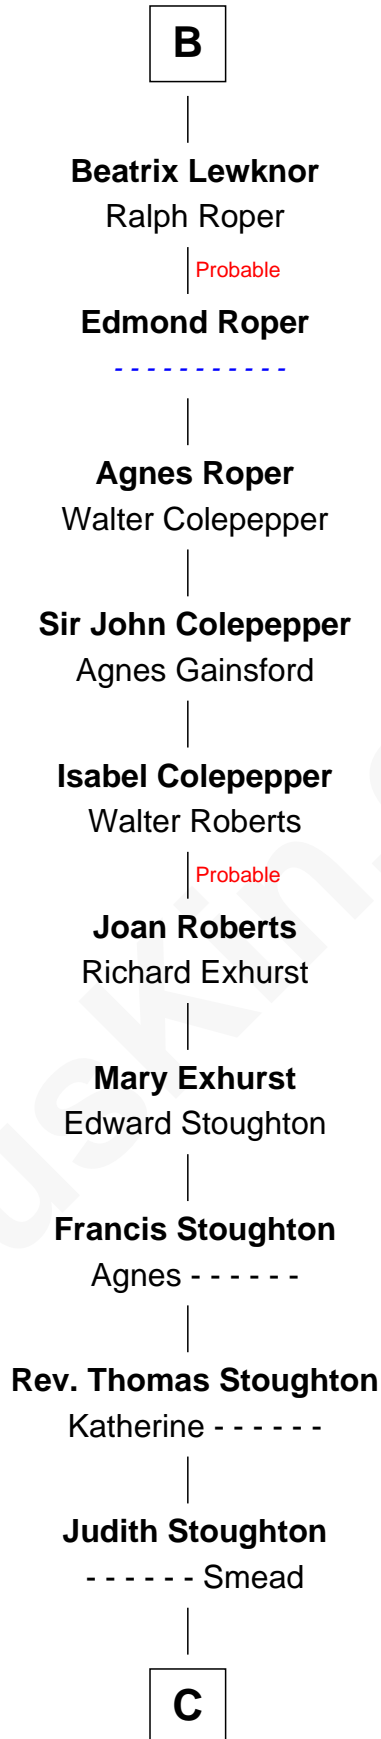 B
Beatrix Lewknor
Ralph Roper
Probable
Edmond Roper
- - - - - - - - - - -
Agnes Roper
Walter Colepepper
Sir John Colepepper
Agnes Gainsford
Isabel Colepepper
Walter Roberts
Probable
Joan Roberts
Richard Exhurst
Mary Exhurst
Edward Stoughton
Francis Stoughton
Agnes - - - - - -
Rev. Thomas Stoughton
Katherine - - - - - -
Judith Stoughton
- - - - - - Smead
C